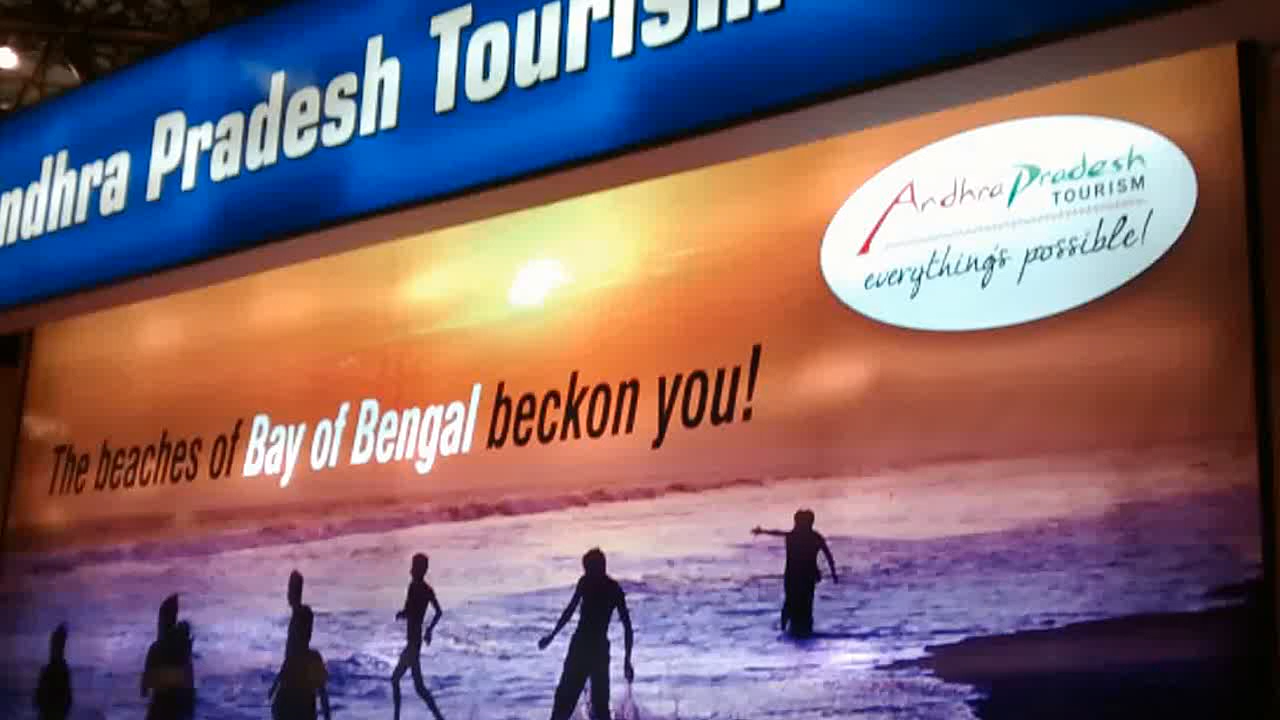 ndhra Pradesh Tourism
Andhra Pradesh
TOURISM
everything's possible!
The beaches of Bay of Bengal beckon you!